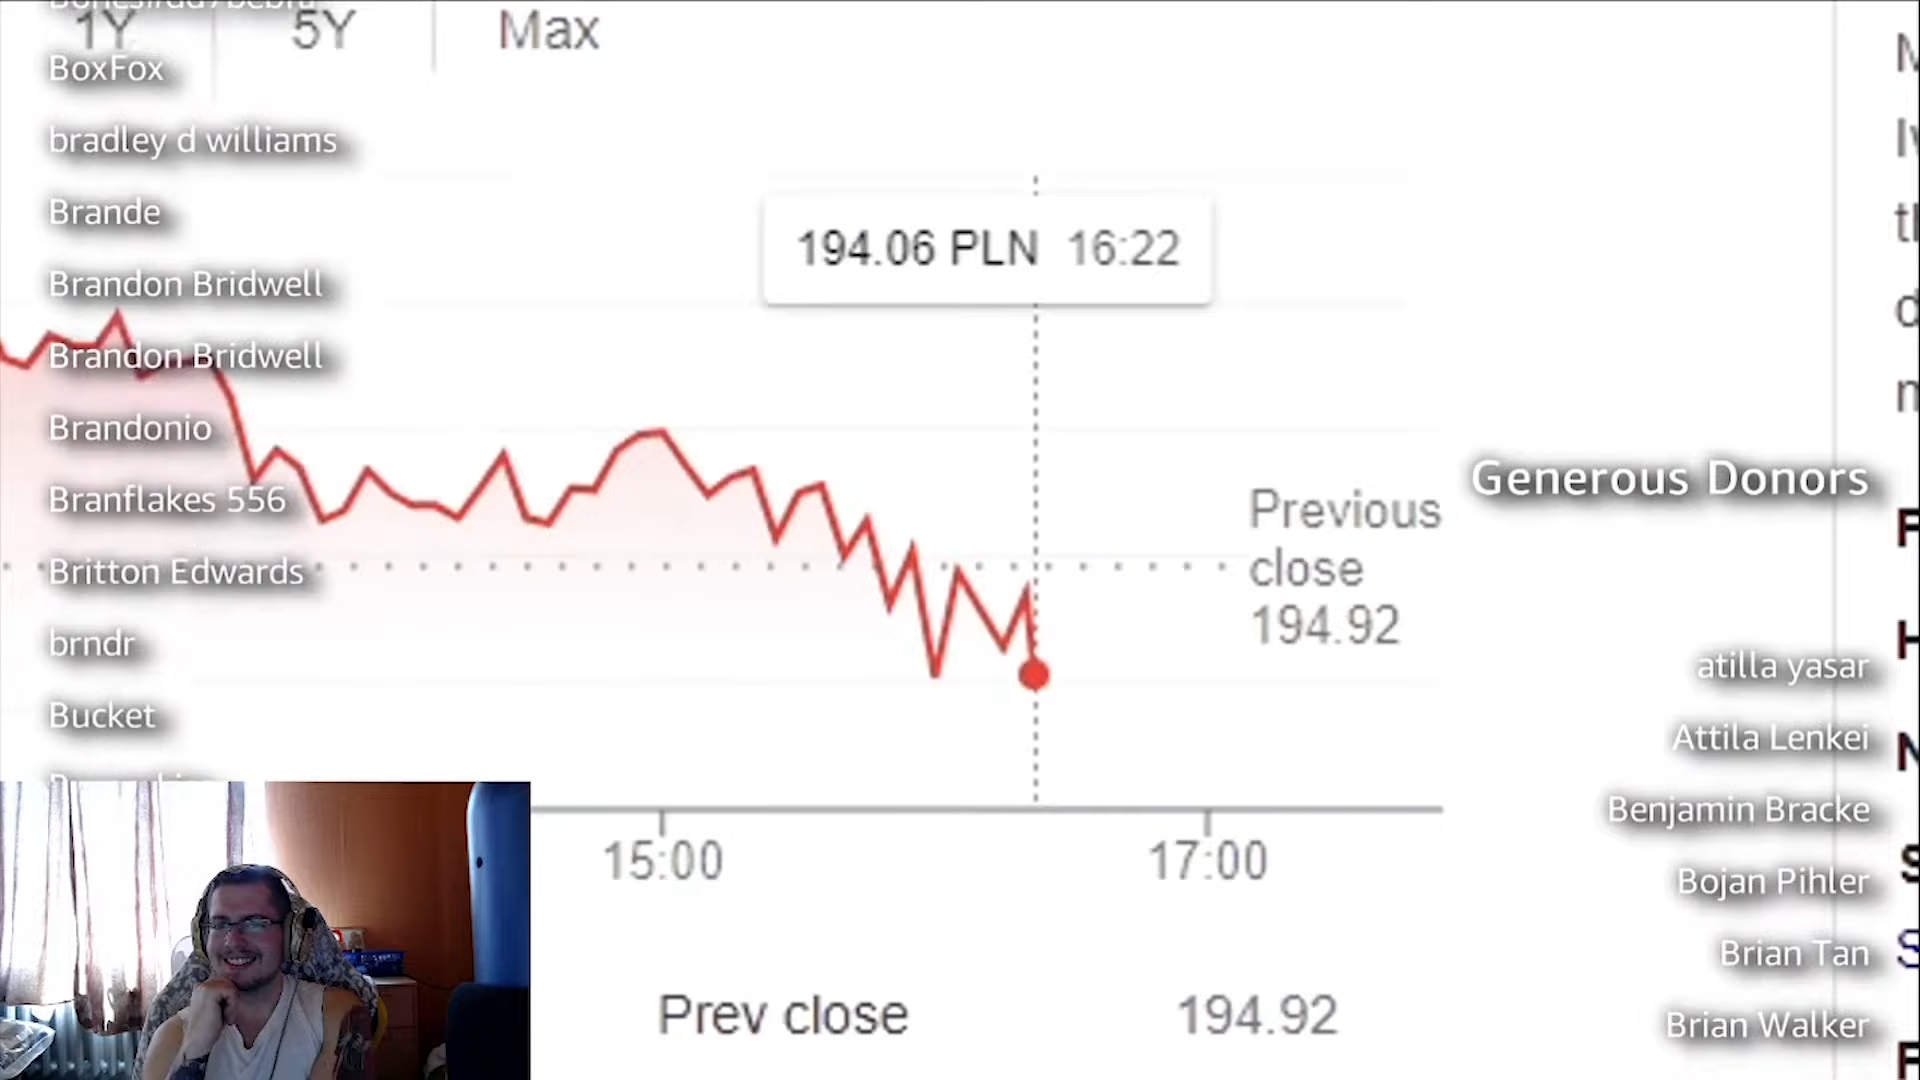 1Y 5Y Max
BoxFox
bradley d williams
Brande
194.06 PLN 16:22
Brandon Bridwell
Brandon Bridwell
Brandonio
Branflakes 556
Britton Edwards
brndr
Bucket
Previous
close
194.92
15:00 17:00
Prev close 194.92
Generous Donors
atilla yasar
Attila Lenkei
Benjamin Bracke
Bojan Pihler
Brian Tan
Brian Walker